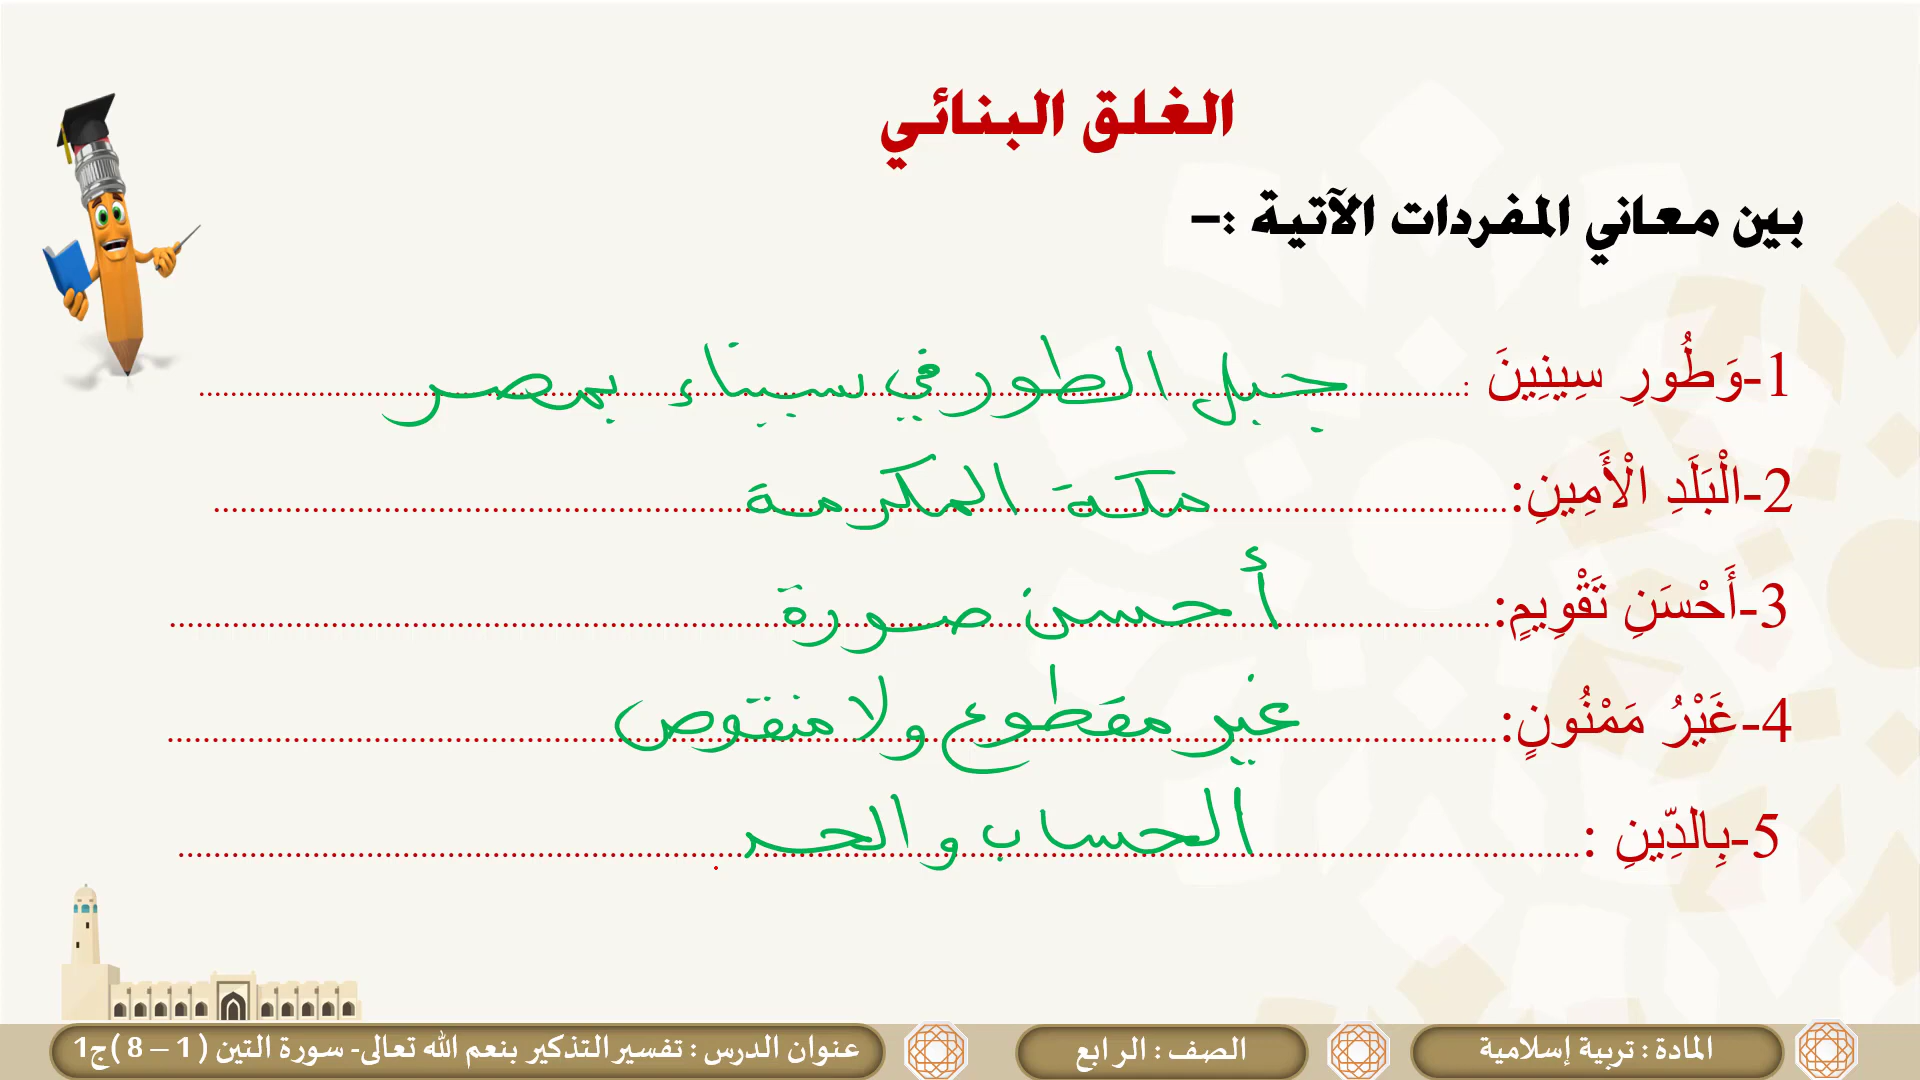 الغلق البنائي
بين معاني المفردات الآتية :-
1-وَطُورِ سِينِينَ : جبل الطور في سيناء بمصر
2-الْبَلَدِ الْأَمِينِ: مكة المكرمة
3-أَحْسَنِ تَقْوِيمٍ: أحسن صورة
4-غَيْرُ مَمْنُونٍ: غير مقطوع ولا منقوص
5-بِالدِّينِ : الحساب و
المادة : تربية إسلامية
الصف : الرابع
عنوان الدرس : تفسير التذكير بنعم الله تعالى- سورة التين ( 1 – 8 )ج1